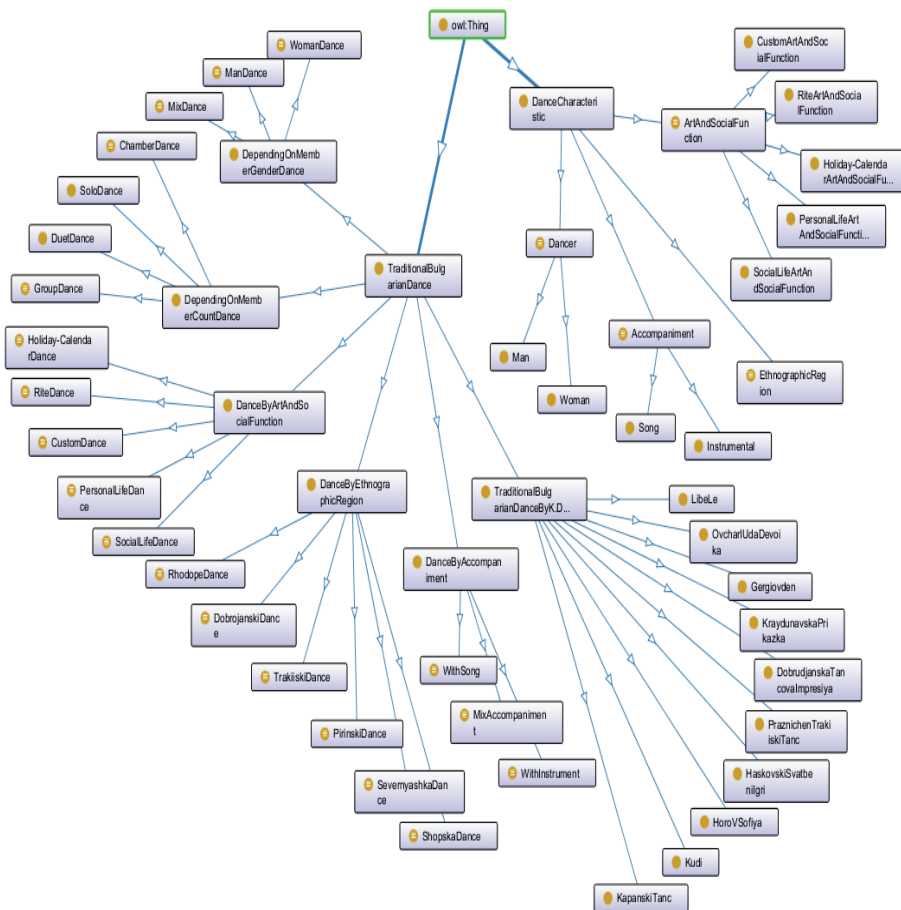 owl:Thing
WomanDance
ManDance
MixDance
ChamberDance
DependingOnMemb
erGenderDance
SoloDance
DuetDance
GroupDance
DependingOnMemb
erCountDance
TraditionalBulg
arianDance
DanceCharacteri
stic
CustomArtAndSoc
ialFunction
RiteArtAndSocia
lFunction
ArtAndSocialFun
ction
Holiday-Calenda
rArtAndSocialFu...
PersonalLifeArt
AndSocialFuncti...
SocialLifeArtAn
dSocialFunction
Dancer
Man
Woman
Accompaniment
Song
Instrumental
EthnographicReg
ion
Holiday-Calenda
rDance
RiteDance
CustomDance
PersonalLifeDan
ce
SocialLifeDance
DanceByArtAndSo
cialFunction
DanceByEthnogra
phicRegion
RhodopeDance
DobrojanskiDanc
e
TrakiiskiDance
PirinskiDance
SevernyashkaDan
ce
ShopskaDance
DanceByAccompan
iment
WithSong
MixAccompanimen
t
WithInstrument
TraditionalBulg
arianDanceByK.D...
LibeLe
OvcharIUdaDevoi
ka
Gergiovden
KraydunavskaPri
kazka
DobrudjanskaTan
covaImpresiya
PraznichenTraki
iskiTanc
HaskovskiSvatbe
niIgri
HoroVSofiya
Kudi
KapanskiTanc